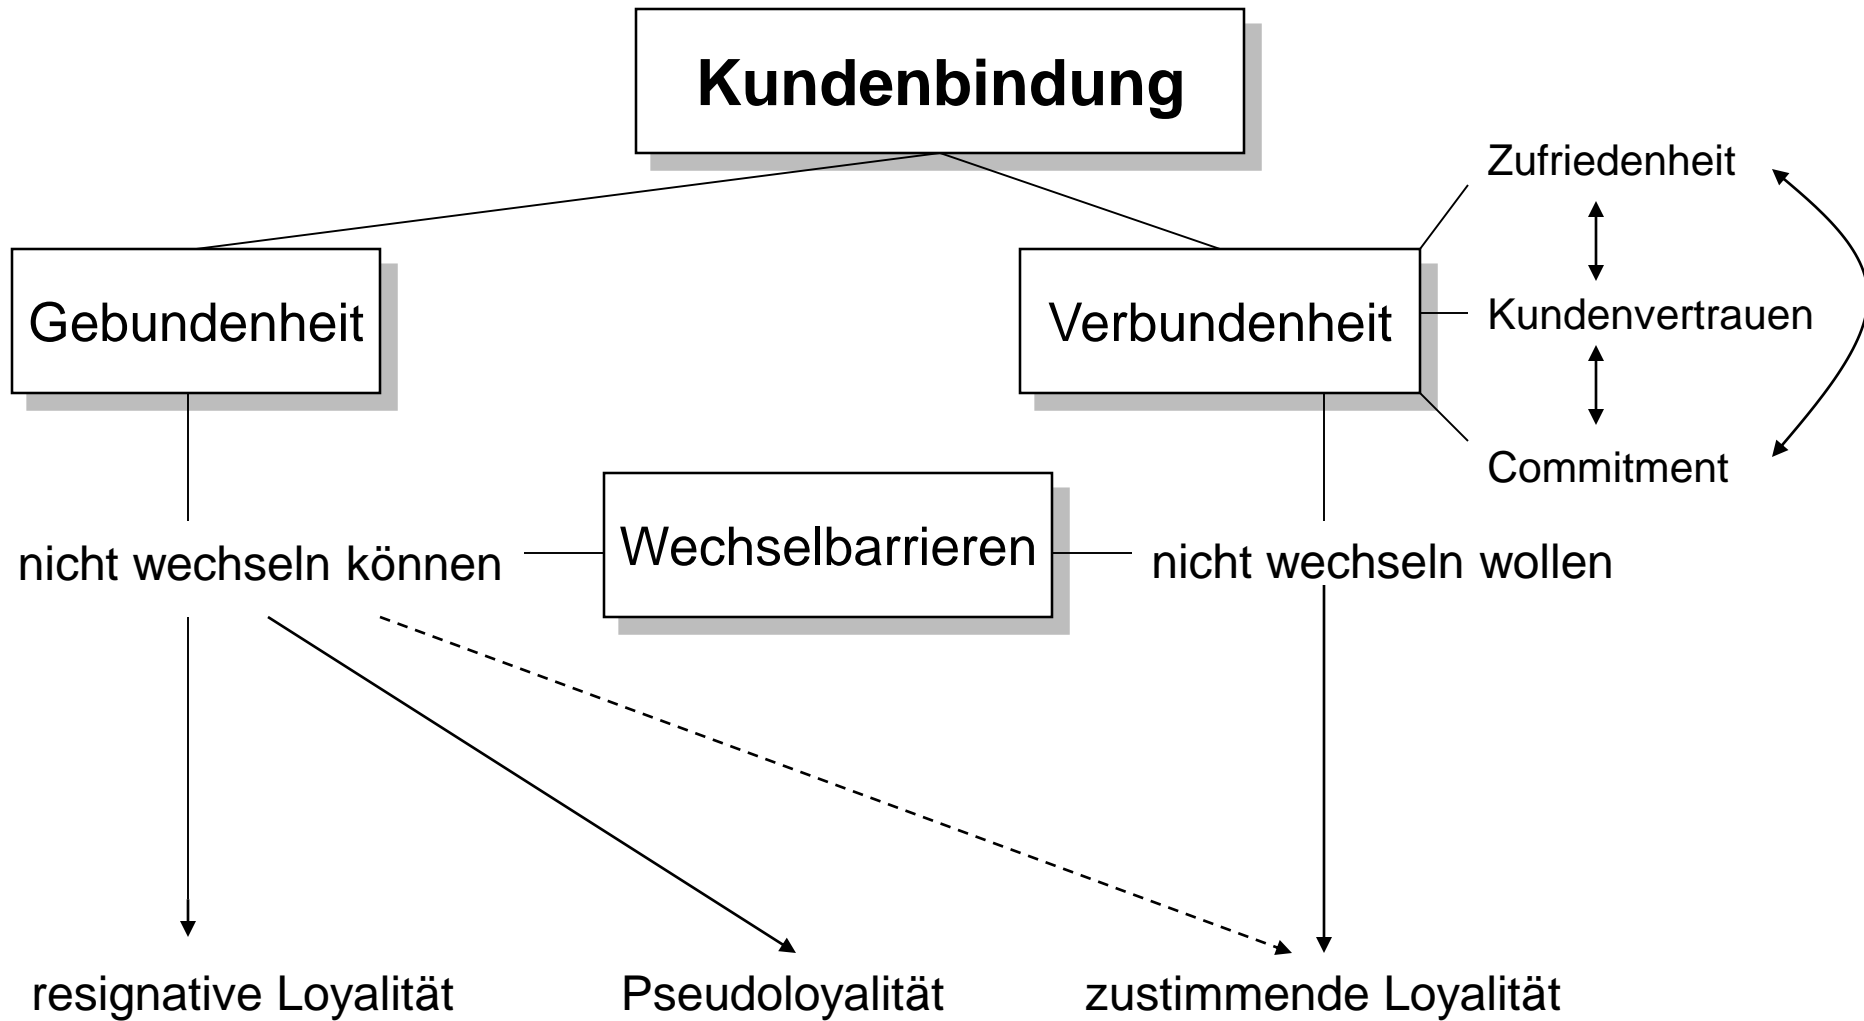 Kundenbindung
Zufriedenheit
Gebundenheit
Verbundenheit
Kundenvertrauen
Commitment
nicht wechseln können
Wechselbarrieren
nicht wechseln wollen
resignative Loyalität
Pseudoloyalität
zustimmende Loyalität